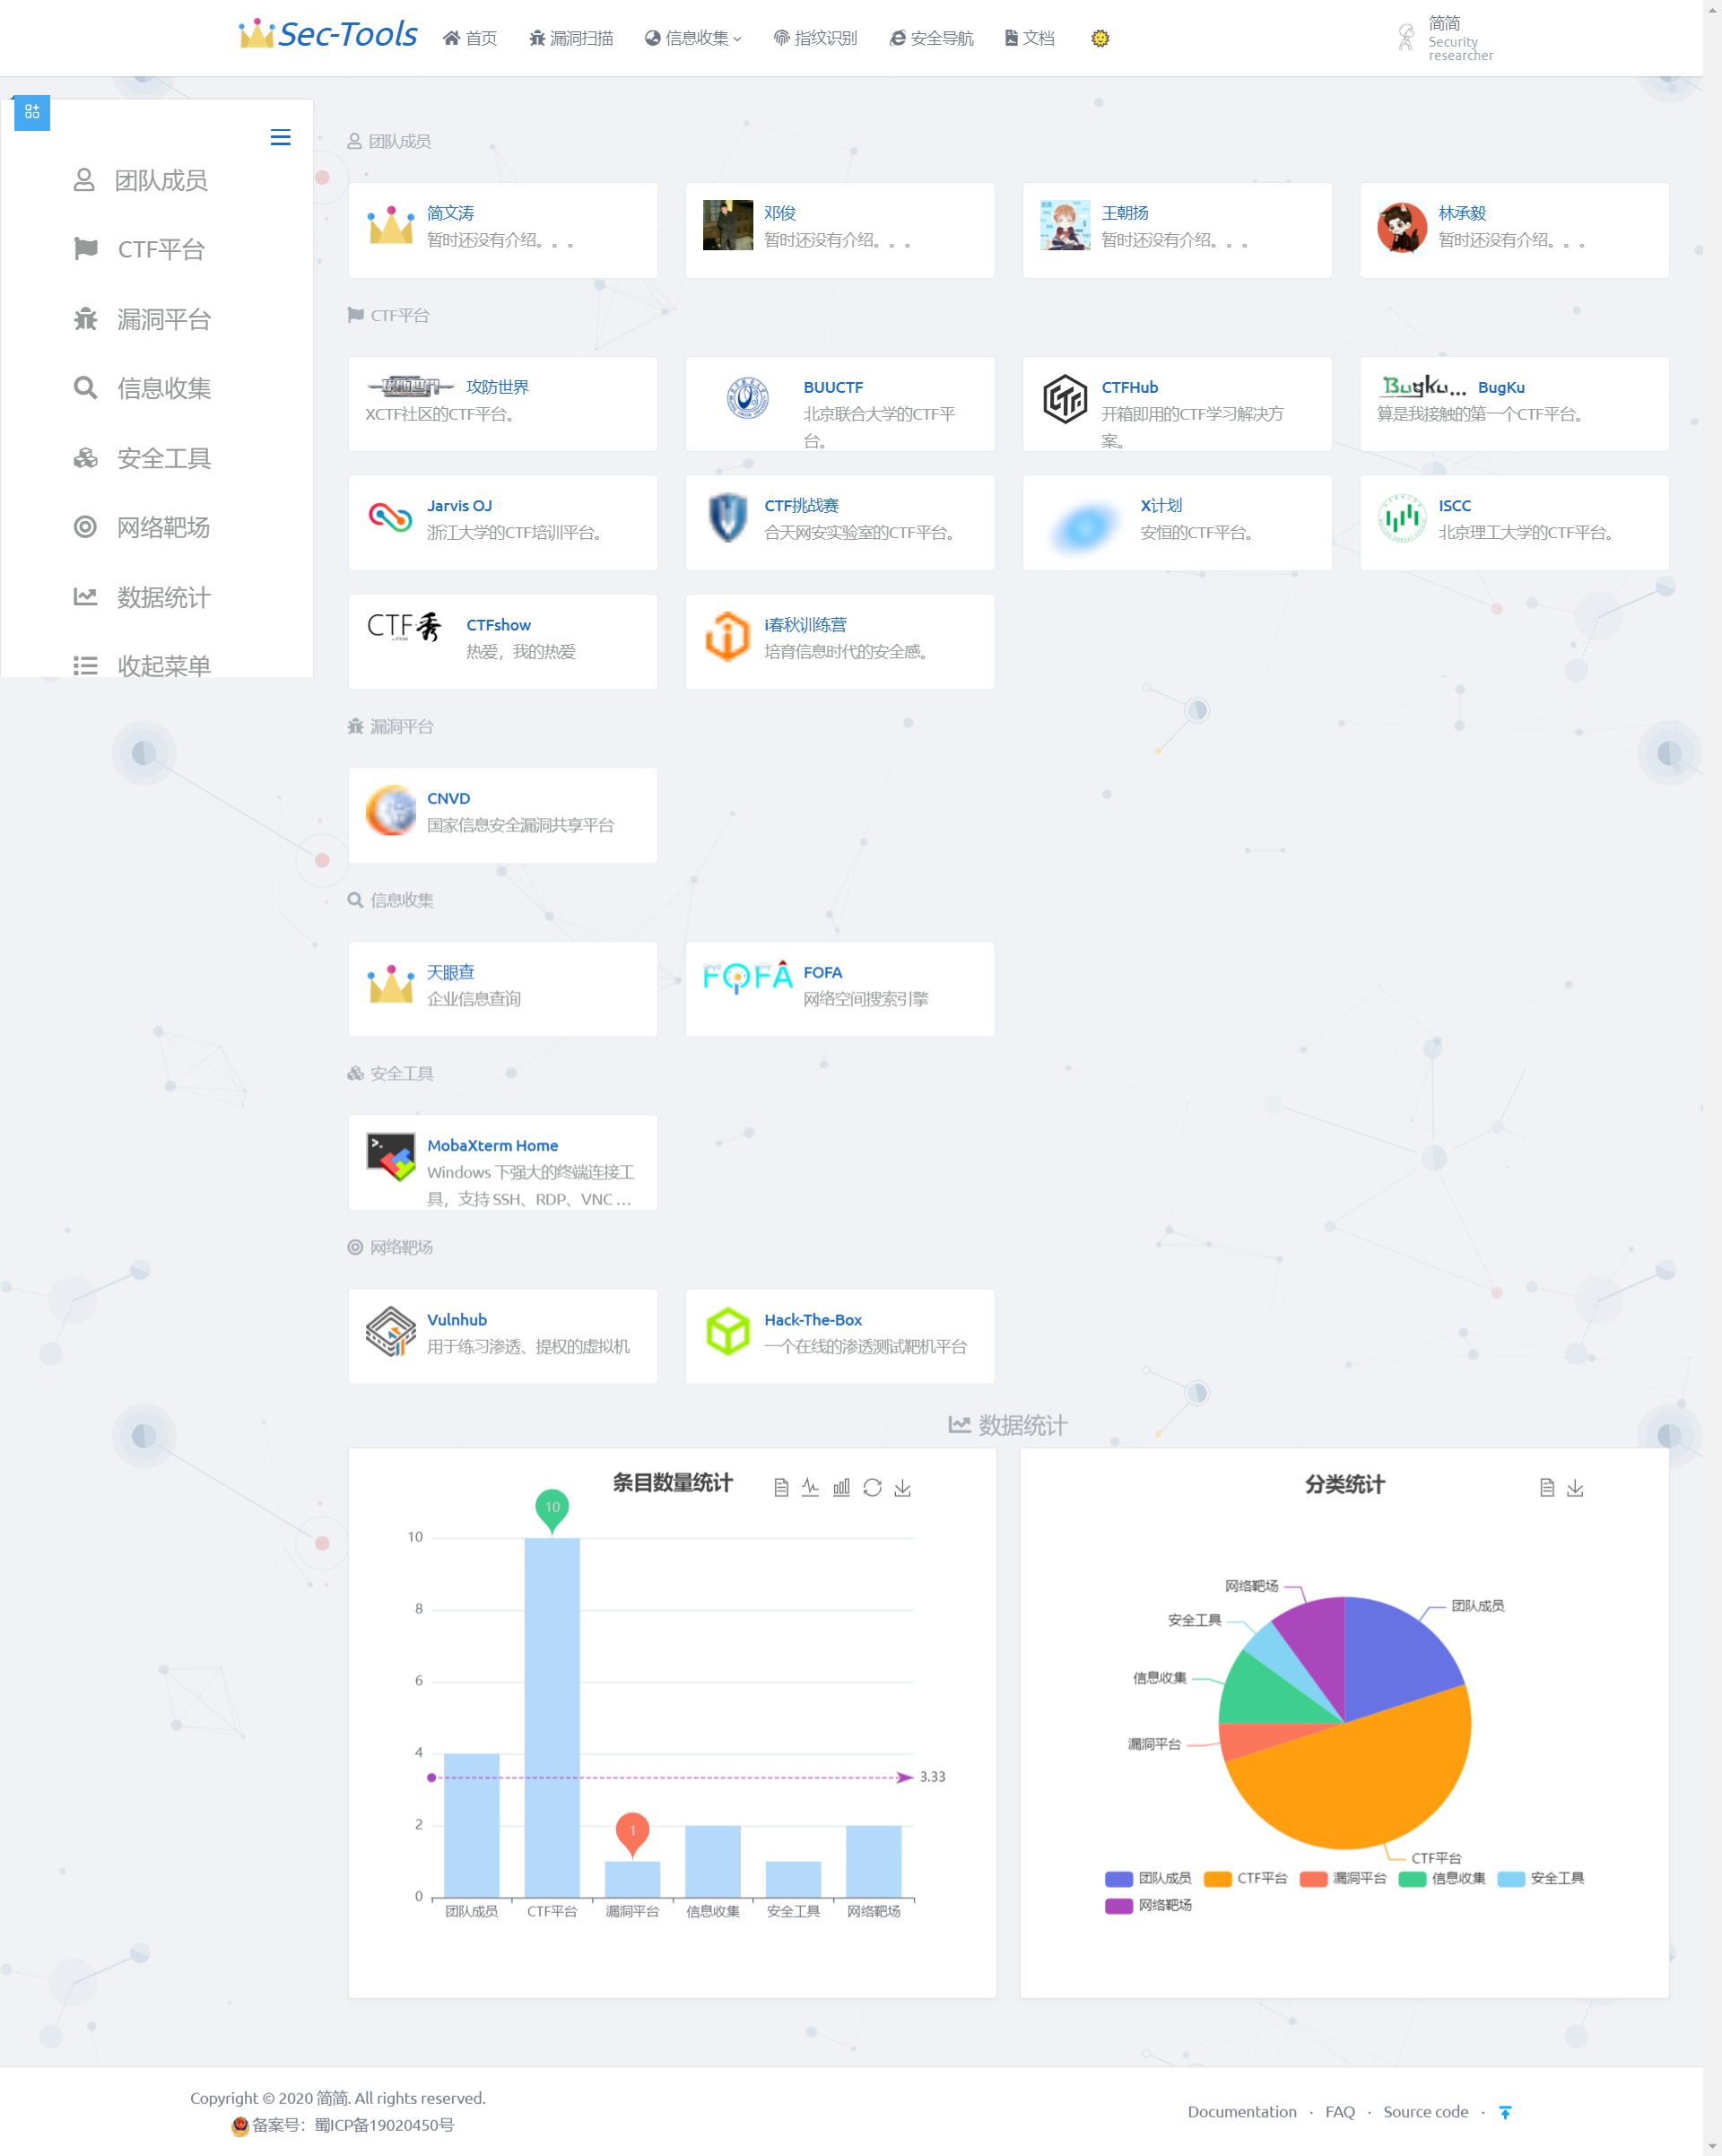 Sec-Tools 首页 漏洞扫描 信息收集 指纹识别 安全导航 文档
简简
Security
researcher
团队成员
CTF平台
漏洞平台
信息收集
安全工具
网络靶场
数据统计
收起菜单
团队成员
简文涛
暂时还没有介绍。。。
邓俊
暂时还没有介绍。。。
王朝扬
暂时还没有介绍。。。
林承毅
暂时还没有介绍。。。
CTF平台
攻防世界
XCTF社区的CTF平台。
BUUCTF
北京联合大学的CTF平
台。
CTFHub
开箱即用的CTF学习解决方
案。
BugKu... BugKu
算是我接触的第一个CTF平台。
Jarvis OJ
浙江大学的CTF培训平台。
CTF挑战赛
合天网安实验室的CTF平台。
X计划
安恒的CTF平台。
ISCC
北京理工大学的CTF平台。
CTF秀 CTFshow
热爱，我的热爱
i春秋训练营
培育信息时代的安全感。
漏洞平台
CNVD
国家信息安全漏洞共享平台
信息收集
天眼查
企业信息查询
FOFA FOFA
网络空间搜索引擎
安全工具
MobaXterm Home
Windows 下强大的终端连接工
具，支持 SSH、RDP、VNC ...
网络靶场
Vulnhub
用于练习渗透、提权的虚拟机
Hack-The-Box
一个在线的渗透测试靶机平台
数据统计
条目数量统计
10
10
8
6
4
3.33
2
1
0
团队成员 CTF平台 漏洞平台 信息收集 安全工具 网络靶场
分类统计
网络靶场
团队成员
安全工具
信息收集
漏洞平台
CTF平台
团队成员 CTF平台 漏洞平台 信息收集 安全工具
网络靶场
Copyright © 2020 简简. All rights reserved.
备案号：蜀ICP备19020450号
Documentation · FAQ · Source code ·